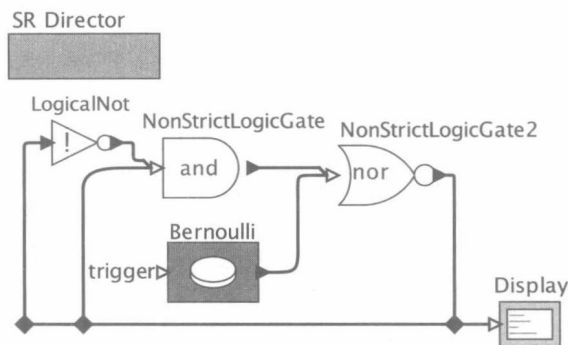 SR Director
LogicalNot
!
NonStrictLogicGate
and
NonStrictLogicGate2
nor
Bernoulli
trigger
Display